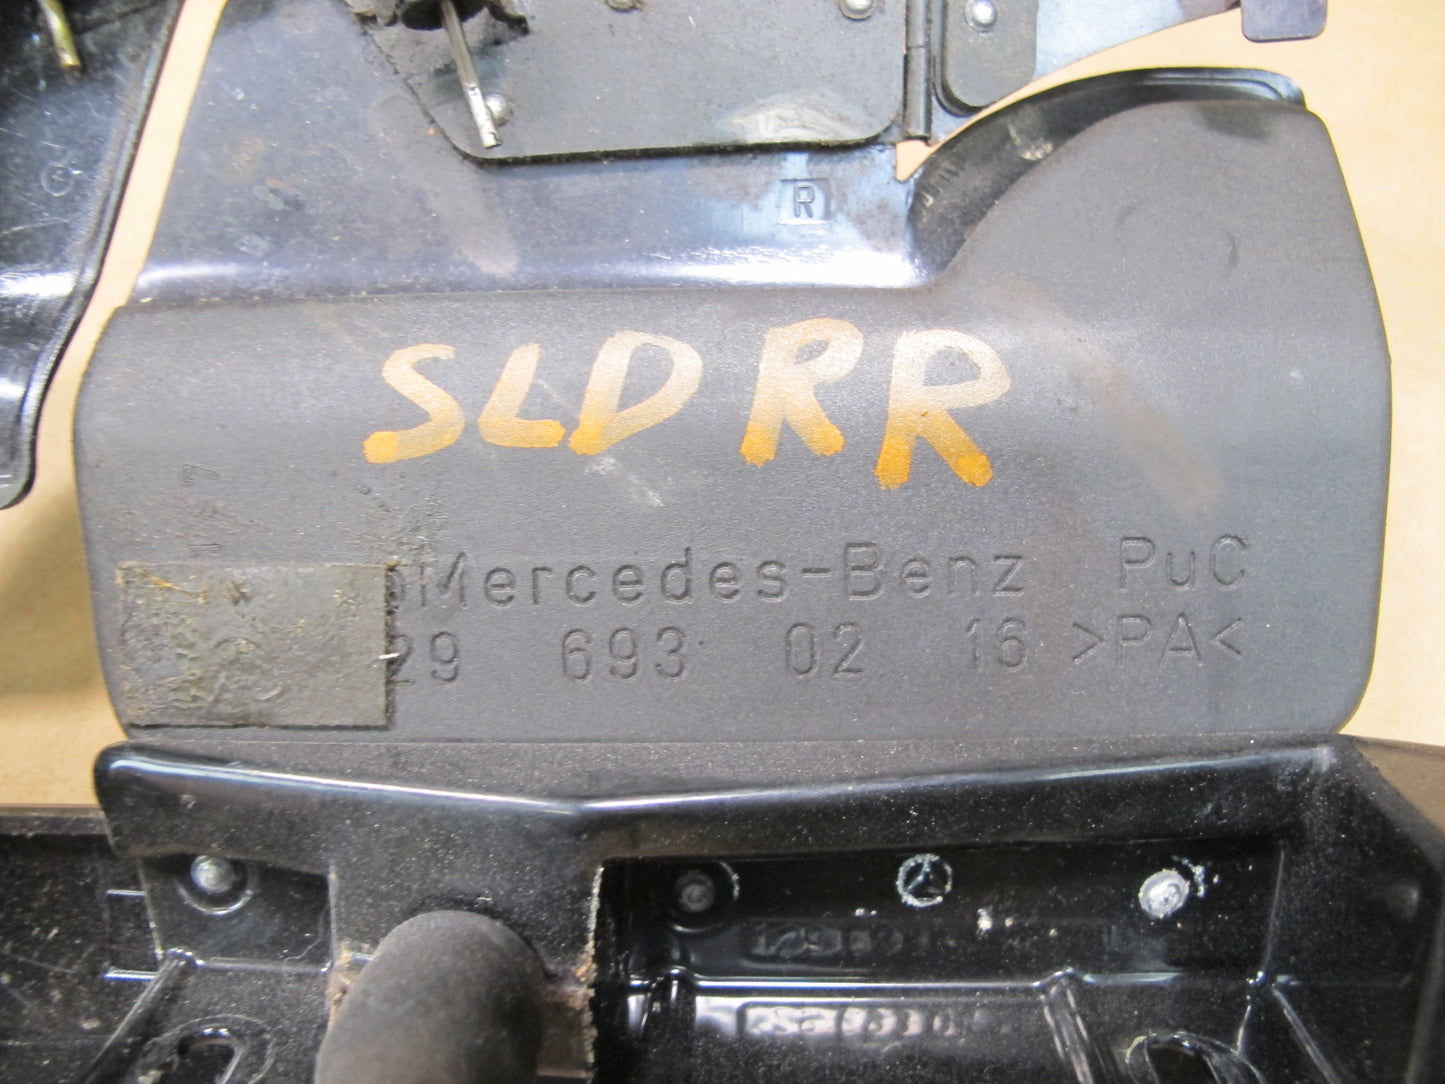 R
SLD RR
Mercedes-Benz PuC
29 693 02 16 >PA<